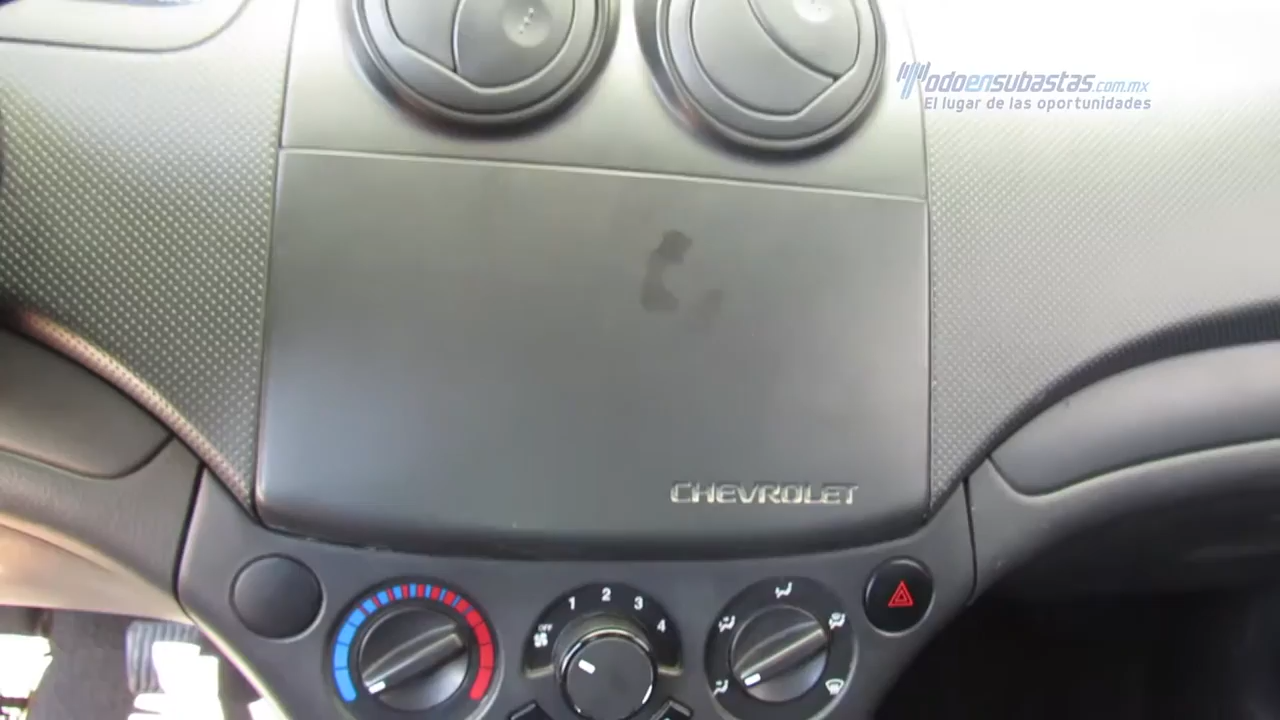 Todoensubastas.com.mx
El lugar de las oportunidades
CHEVROLET
1 2 3 4
OFF